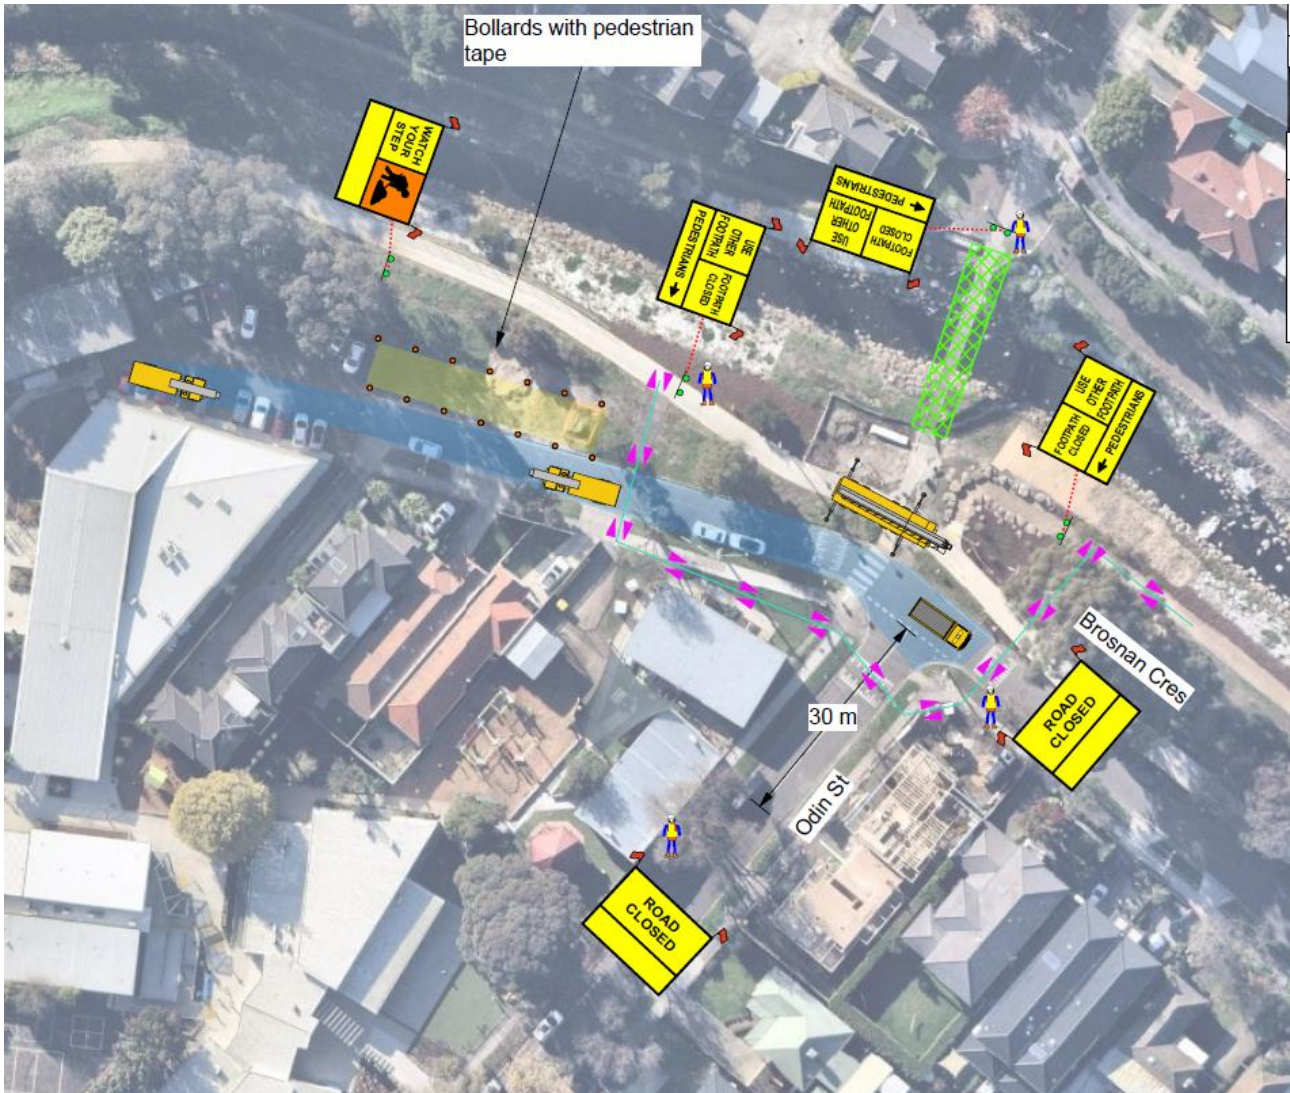 Bollards with pedestrian
tape
WATCH
YOUR
STEP
PEDESTRIANS
USE
OTHER
FOOTPATH
FOOTPATH
CLOSED
PEDESTRIANS
USE
OTHER
FOOTPATH
FOOTPATH
CLOSED
USE
OTHER
FOOTPATH
FOOTPATH
CLOSED
PEDESTRIANS
Brosnan Cres
ROAD
CLOSED
30 m
Odin St
ROAD
CLOSED